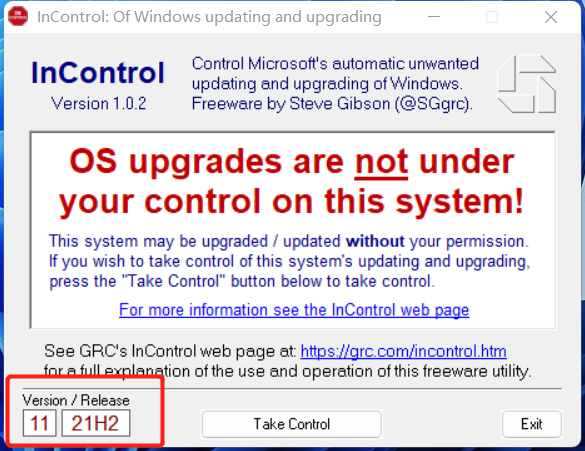 InControl: Of Windows updating and upgrading
InControl
Version 1.0.2
Control Microsoft's automatic unwanted
updating and upgrading of Windows.
Freeware by Steve Gibson (@SGgrc).
OS upgrades are not under
your control on this system!
This system may be upgraded / updated without your permission.
If you wish to take control of this system's updating and upgrading,
press the "Take Control" button below to take control.
For more information see the InControl web page
See GRC's InControl web page at: https://grc.com/incontrol.htm
for a full explanation of the use and operation of this freeware utility.
Version / Release
11 21H2
Take Control
Exit